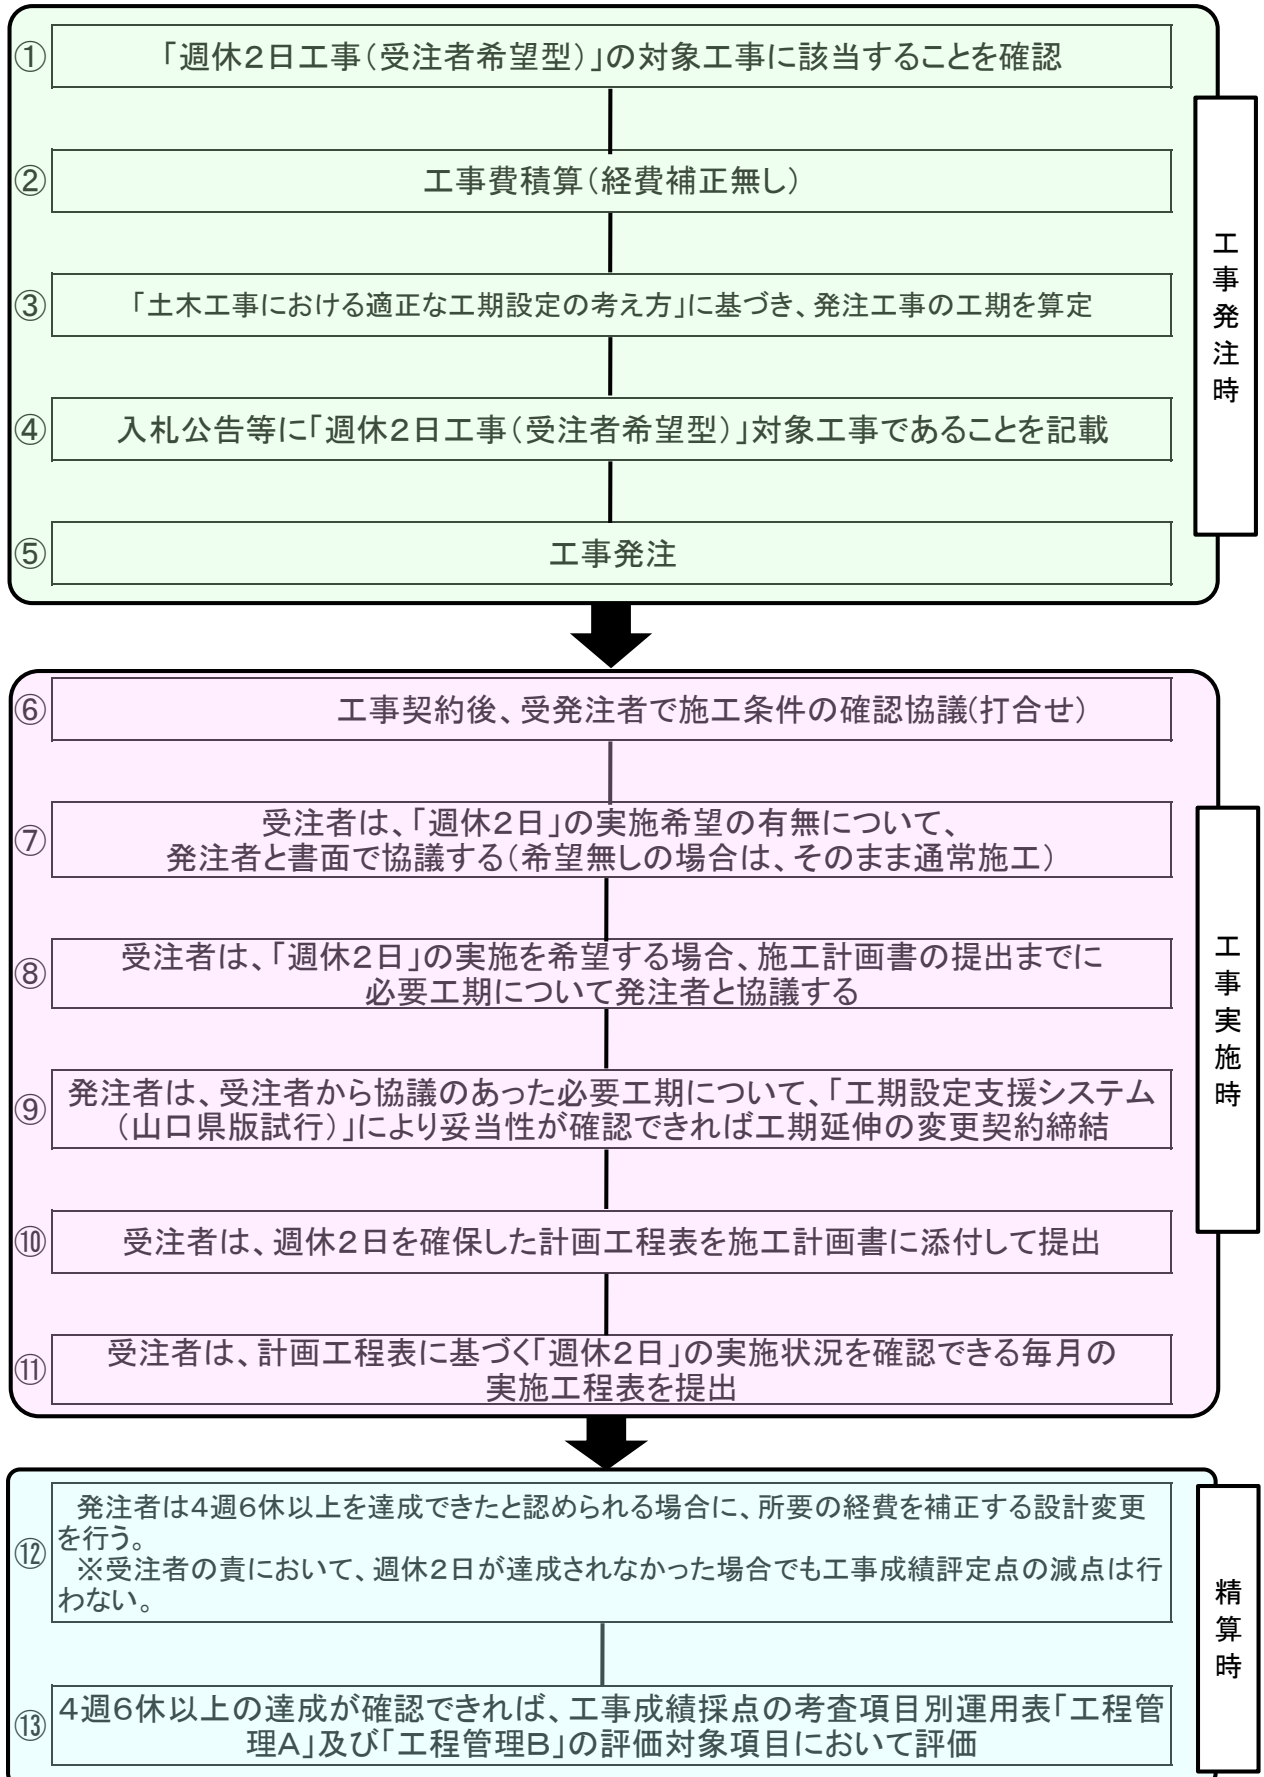 ①
「週休２日工事（受注者希望型）」の対象工事に該当することを確認
②
工事費積算（経費補正無し）
③
「土木工事における適正な工期設定の考え方」に基づき、発注工事の工期を算定
④
入札公告等に「週休２日工事（受注者希望型）」対象工事であることを記載
⑤
工事発注
工事発注時
⑥
工事契約後、受発注者で施工条件の確認協議(打合せ）
⑦
受注者は、「週休２日」の実施希望の有無について、
発注者と書面で協議する（希望無しの場合は、そのまま通常施工）
⑧
受注者は、「週休２日」の実施を希望する場合、施工計画書の提出までに
必要工期について発注者と協議する
⑨
発注者は、受注者から協議のあった必要工期について、「工期設定支援システム
（山口県版試行）」により妥当性が確認できれば工期延伸の変更契約締結
⑩
受注者は、週休２日を確保した計画工程表を施工計画書に添付して提出
⑪
受注者は、計画工程表に基づく「週休２日」の実施状況を確認できる毎月の
実施工程表を提出
工事実施時
⑫
発注者は４週６休以上を達成できたと認められる場合に、所要の経費を補正する設計変更
を行う。
※受注者の責において、週休２日が達成されなかった場合でも工事成績評定点の減点は行
わない。
⑬
４週６休以上の達成が確認できれば、工事成績採点の考査項目別運用表「工程管
理Ａ」及び「工程管理Ｂ」の評価対象項目において評価
精算時